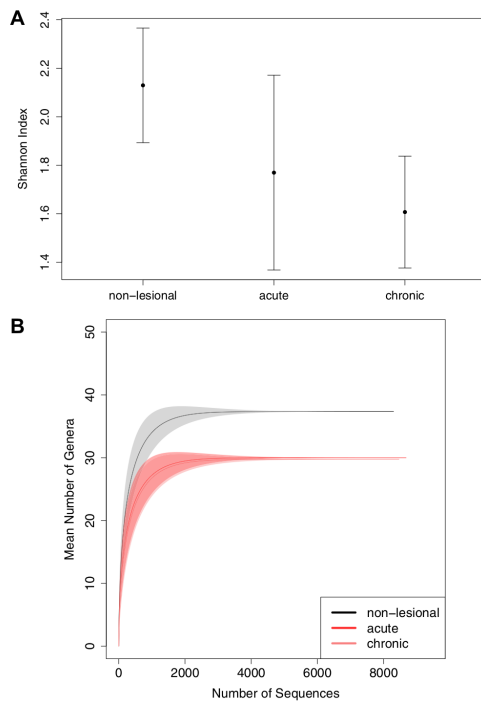 A
Shannon Index
2.4
2.2
2.0
1.8
1.6
1.4
non-lesional acute chronic
B
Mean Number of Genera
50
40
30
20
10
0
non-lesional
acute
chronic
0 2000 4000 6000 8000
Number of Sequences